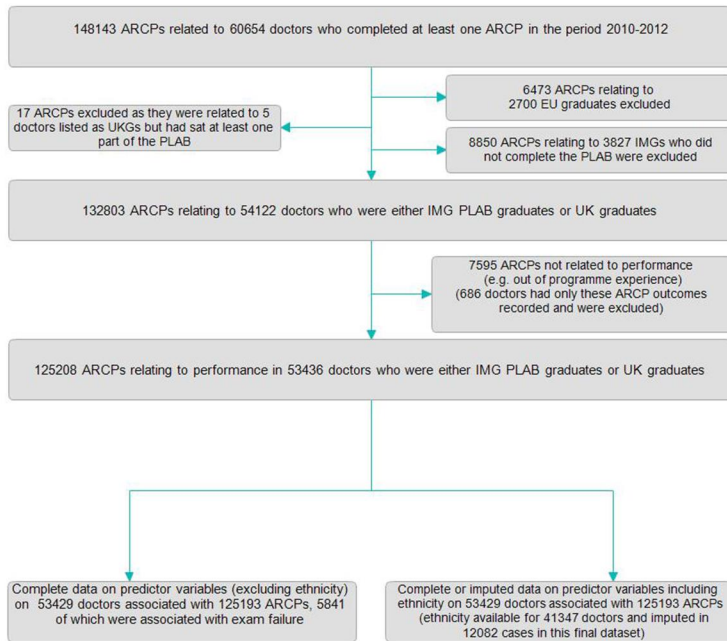 148143 ARCPs related to 60654 doctors who completed at least one ARCP in the period 2010-2012
6473 ARCPs relating to
2700 EU graduates excluded
17 ARCPs excluded as they were related to 5
doctors listed as UKGs but had sat at least one
part of the PLAB
8850 ARCPs relating to 3827 IMGs who did
not complete the PLAB were excluded
132803 ARCPs relating to 54122 doctors who were either IMG PLAB graduates or UK graduates
7595 ARCPs not related to performance
(e.g. out of programme experience)
(686 doctors had only these ARCP outcomes
recorded and were excluded)
125208 ARCPs relating to performance in 53436 doctors who were either IMG PLAB graduates or UK graduates
Complete data on predictor variables (excluding ethnicity)
on 53429 doctors associated with 125193 ARCPs, 5841
of which were associated with exam failure
Complete or imputed data on predictor variables including
ethnicity on 53429 doctors associated with 125193 ARCPs
(ethnicity available for 41347 doctors and imputed in
12082 cases in this final dataset)